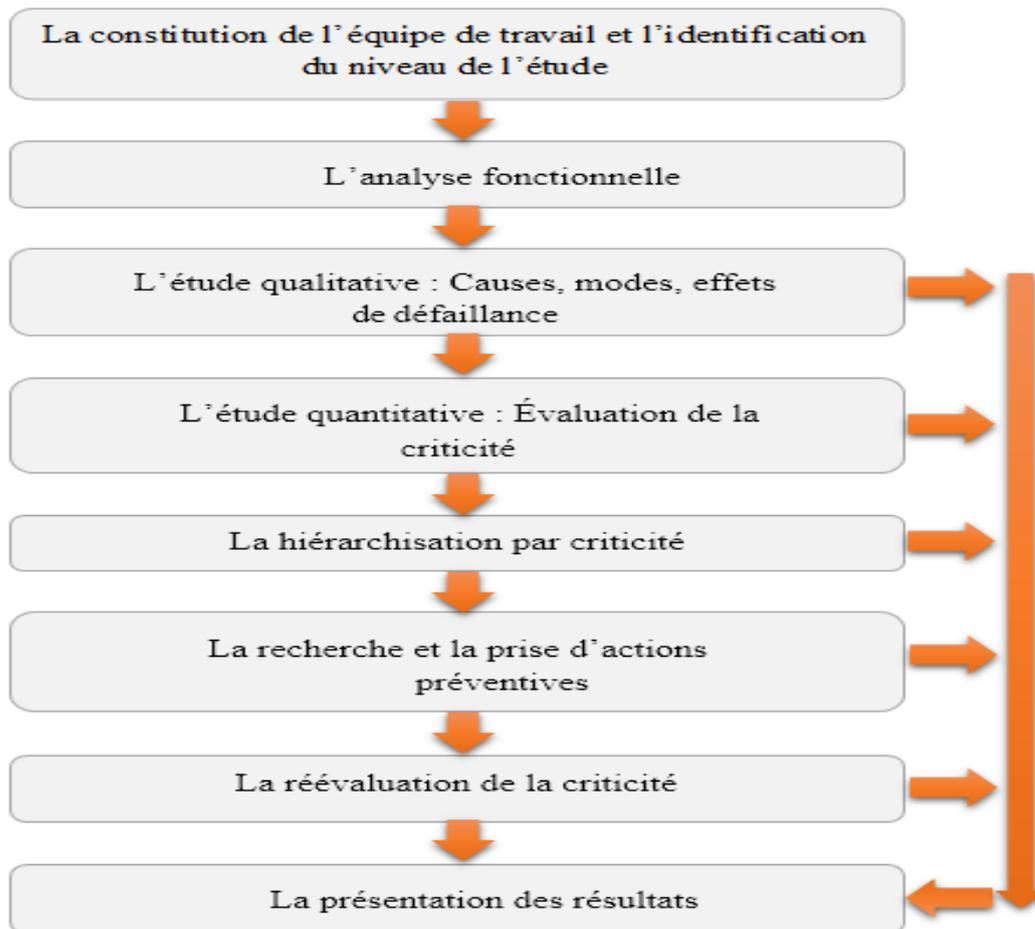 La constitution de l'équipe de travail et l'identification
du niveau de l'étude
L'analyse fonctionnelle
L'étude qualitative : Causes, modes, effets
de défaillance
L'étude quantitative : Évaluation de la
criticité
La hiérarchisation par criticité
La recherche et la prise d'actions
préventives
La réévaluation de la criticité
La présentation des résultats